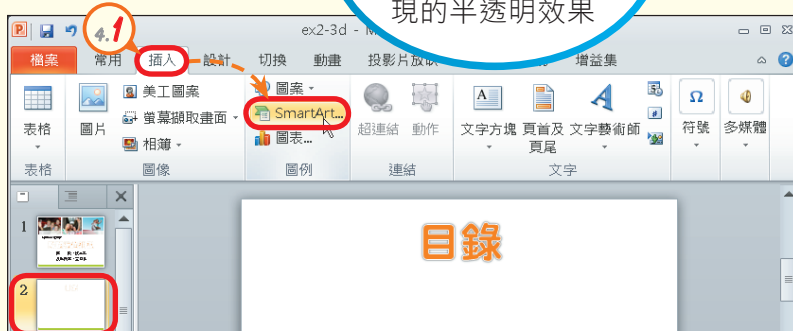 現的半透明效果
4.1
ex2-3d
檔案 常用 插入 設計 切換 動畫 投影片放映 增益集
美工圖案
螢幕擷取畫面
相簿
表格
圖片
圖像
表格
圖案
SmartArt...
圖表...
圖例
超連結 動作
連結
A
文字方塊 頁首及頁尾 文字藝術師
文字
Ω
符號
多媒體
1
2
目錄